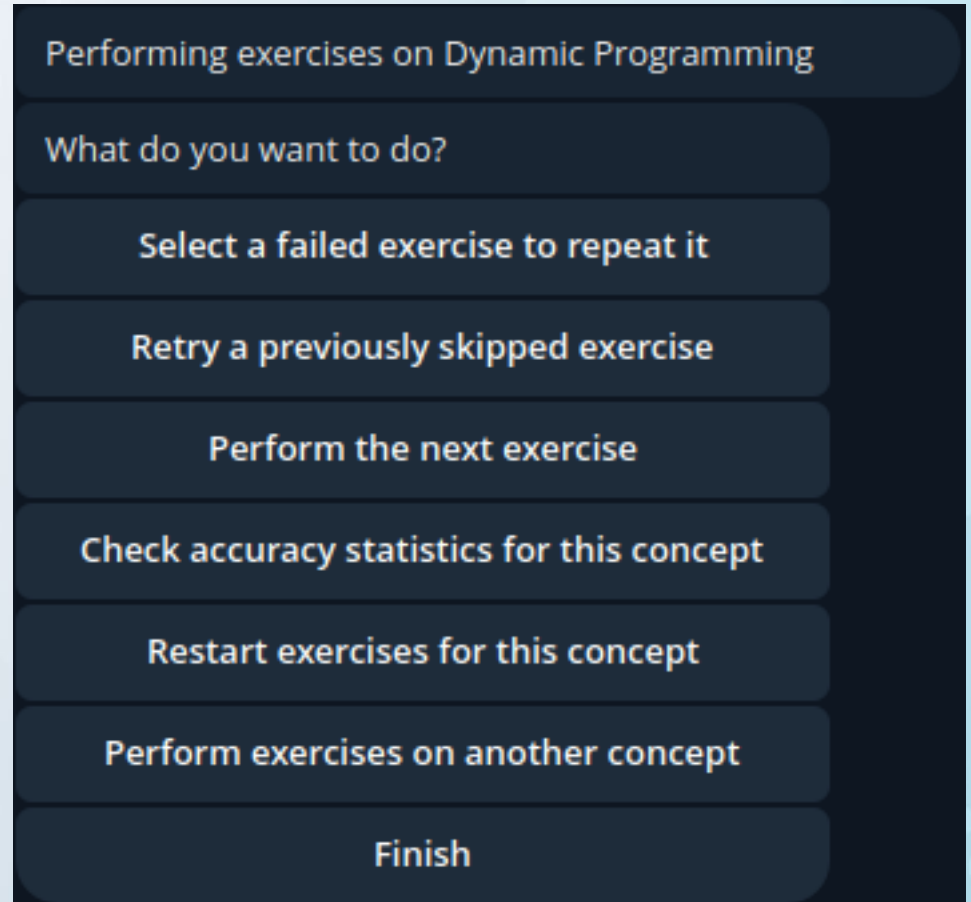 Performing exercises on Dynamic Programming
What do you want to do?
Select a failed exercise to repeat it
Retry a previously skipped exercise
Perform the next exercise
Check accuracy statistics for this concept
Restart exercises for this concept
Perform exercises on another concept
Finish